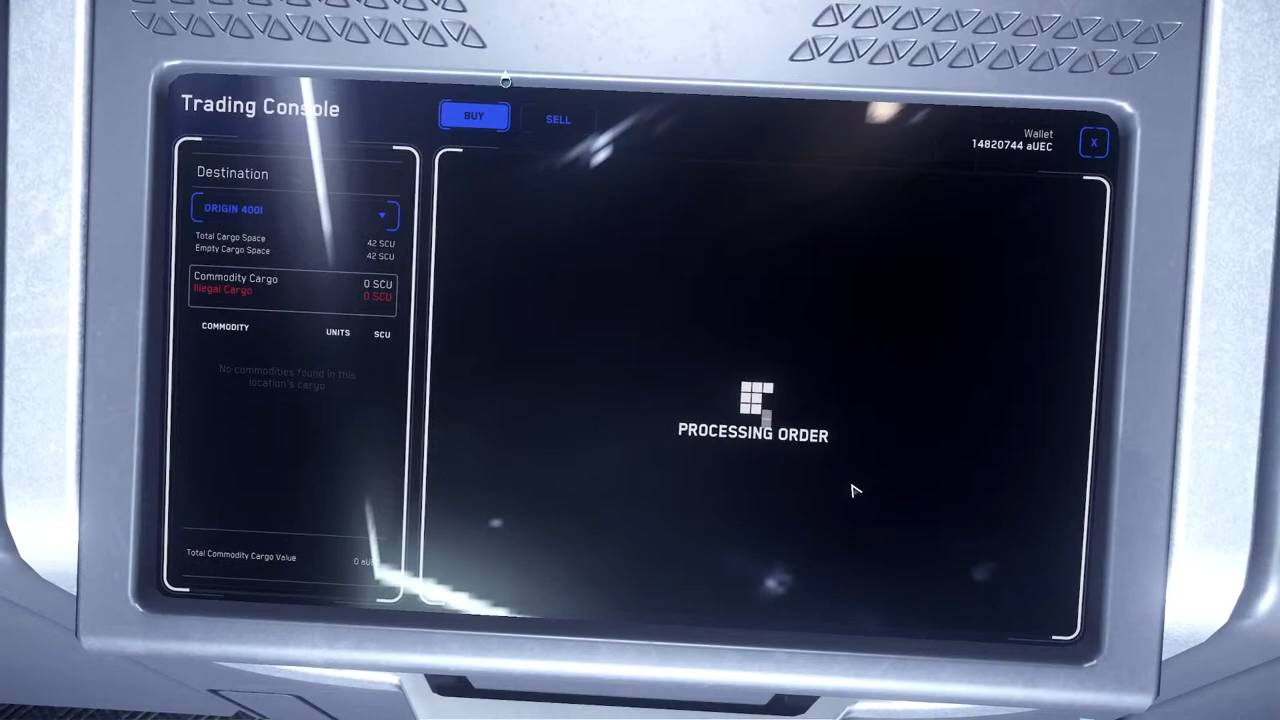 Trading Console
BUY
SELL
Wallet
14820744 aUEC
X
Destination
ORIGIN 400I
Total Cargo Space 42 SCU
Empty Cargo Space 42 SCU
Commodity Cargo 0 SCU
Illegal Cargo 0 SCU
COMMODITY UNITS SCU
No commodities found in this
location's cargo
PROCESSING ORDER
Total Commodity Cargo Value 0 aUEC